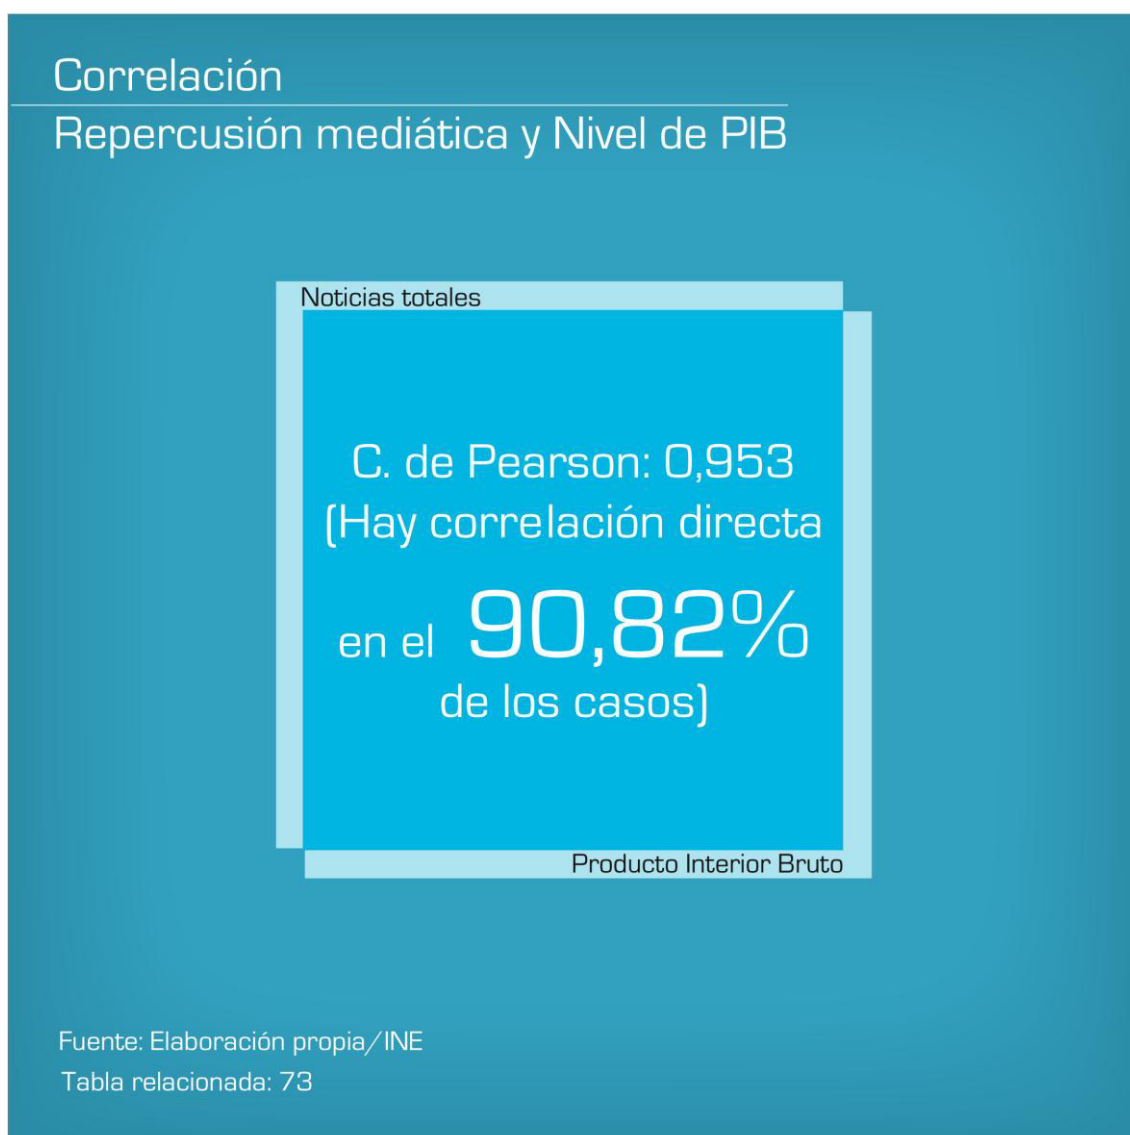 Correlación
Repercusión mediática y Nivel de PIB
Noticias totales
C. de Pearson: 0,953
(Hay correlación directa
en el 90,82%
de los casos)
Producto Interior Bruto
Fuente: Elaboración propia/INE
Tabla relacionada: 73